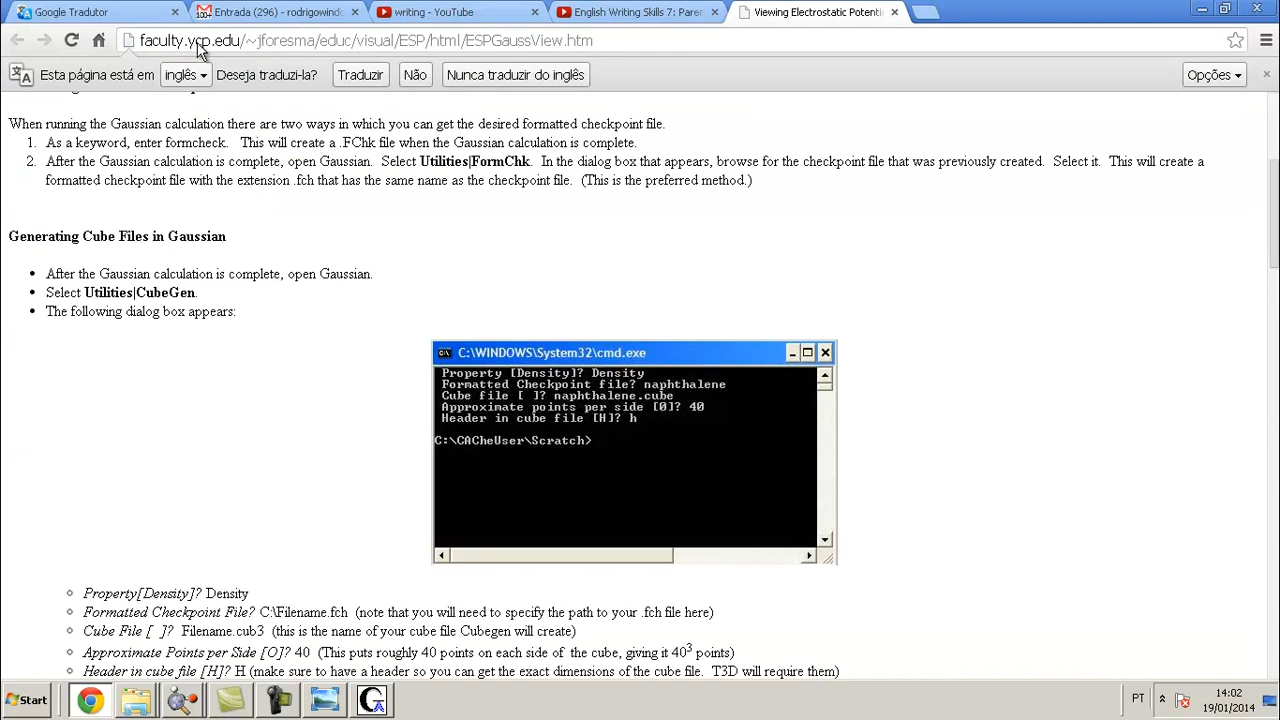 Google Tradutor
Entrada (296) - rodrigowindo
writing - YouTube
English Writing Skills 7: Parer
Viewing Electrostatic Potenti
faculty.ycp.edu/~jforesma/educ/visual/ESP/html/ESPGaussView.htm
Esta página está em inglês Deseja traduzi-la? Traduzir Não Nunca traduzir do inglês Opções
When running the Gaussian calculation there are two ways in which you can get the desired formatted checkpoint file.
1. As a keyword, enter formcheck. This will create a .FChk file when the Gaussian calculation is complete.
2. After the Gaussian calculation is complete, open Gaussian. Select Utilities|FormChk. In the dialog box that appears, browse for the checkpoint file that was previously created. Select it. This will create a
formatted checkpoint file with the extension .fch that has the same name as the checkpoint file. (This is the preferred method.)
Generating Cube Files in Gaussian
• After the Gaussian calculation is complete, open Gaussian.
• Select Utilities|CubeGen.
• The following dialog box appears:
C:\WINDOWS\System32\cmd.exe
Property [Density]? Density
Formatted Checkpoint file? naphthalene
Cube file [ ]? naphthalene.cube
Approximate points per side [0]? 40
Header in cube file [H]? h
C:\CACheUser\Scratch>
Property[Density]? Density
Formatted Checkpoint File? C:\Filename.fch (note that you will need to specify the path to your .fch file here)
Cube File [ ]? Filename.cub3 (this is the name of your cube file Cubegen will create)
Approximate Points per Side [O]? 40 (This puts roughly 40 points on each side of the cube, giving it 40³ points)
Header in cube file [H]? H (make sure to have a header so you can get the exact dimensions of the cube file. T3D will require them)
Start
PT
14:02
19/01/2014